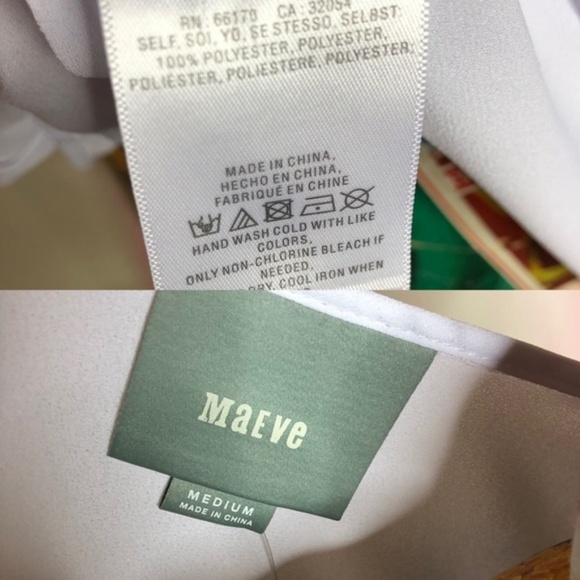 RN: 66170 CA: 32054
SELF, SOI, YO, SE STESSO, SELBST:
100% POLYESTER, POLYESTER,
POLIÉSTER, POLIESTERE, POLYESTER;
MADE IN CHINA,
HECHO EN CHINA,
FABRIQUÉ EN CHINE
HAND WASH COLD WITH LIKE
COLORS,
ONLY NON-CHLORINE BLEACH IF
NEEDED,
DRY, COOL IRON WHEN
MaEVe
MEDIUM
MADE IN CHINA